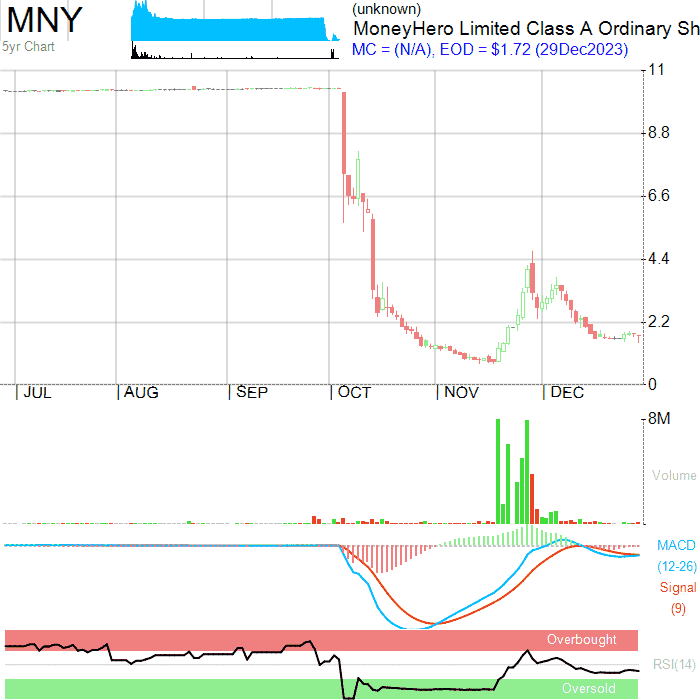 MNY
5yr Chart
(unknown)
MoneyHero Limited Class A Ordinary Sh
MC = (N/A), EOD = $1.72 (29Dec2023)
11
8.8
6.6
4.4
2.2
0
JUL AUG SEP OCT NOV DEC
8M
Volume
MACD
(12-26)
Signal
(9)
Overbought
RSI(14)
Oversold